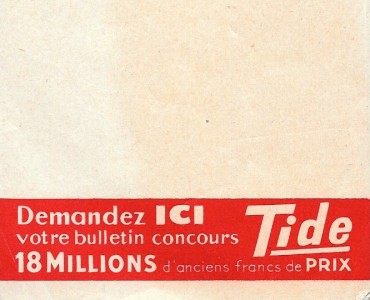 Demandez ICI
votre bulletin concours
Tide
18 MILLIONS d'anciens francs de PRIX